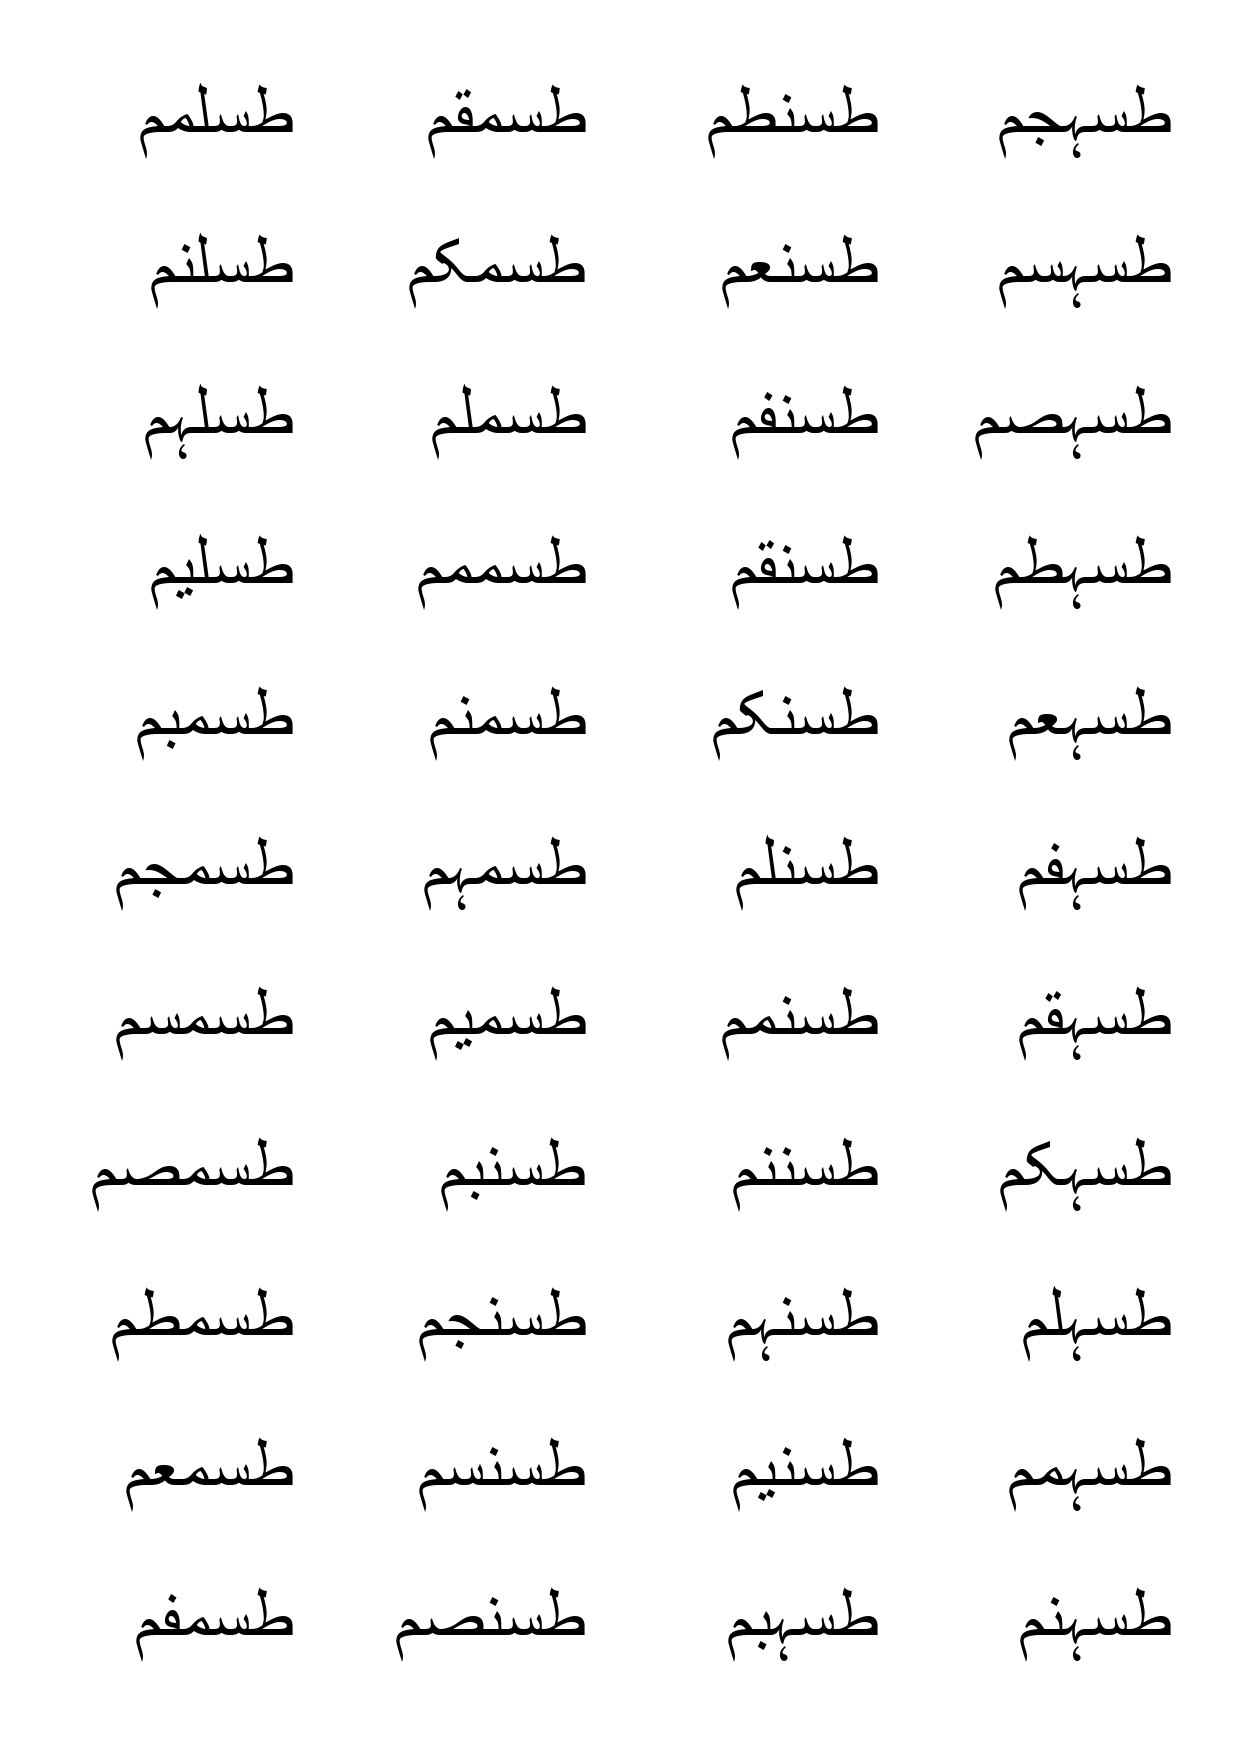 طسہجم طسنطم طسمقم طسلمم
طسہسم طسنعم طسمکم طسلنم
طسہصم طسنفم طسملم طسلہم
طسہطم طسنقم طسممم طسلیم
طسہعم طسنکم طسمنم طسمبم
طسہفم طسنلم طسمہم طسمجم
طسہقم طسنمم طسمیم طسمسم
طسہکم طسننم طسنبم طسمصم
طسہلم طسنہم طسنجم طسمطم
طسہمم طسنیم طسنسم طسمعم
طسہنم طسہبم طسنصم طسمفم